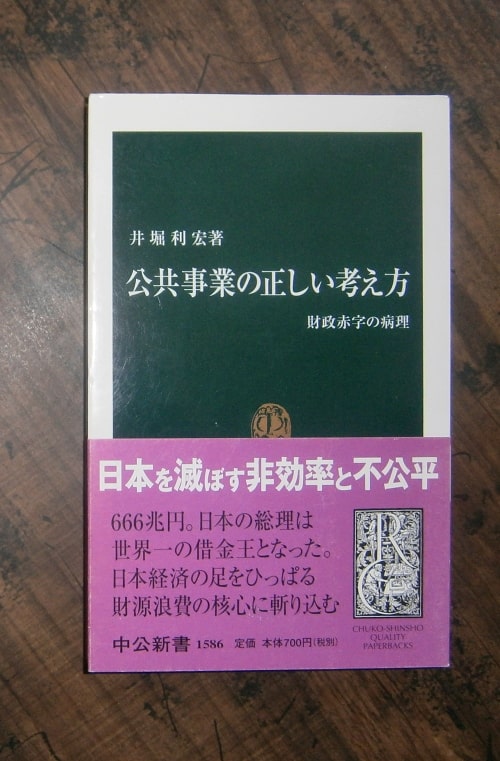 井堀利宏著
公共事業の正しい考え方
財政赤字の病理
日本を滅ぼす非効率と不公平
666兆円。日本の総理は
世界一の借金王となった。
日本経済の足をひっぱる
財源浪費の核心に斬り込む
R
C
CHUKO-SHINSHO
QUALITY
PAPERBACKS
中公新書 1586 定価 本体700円(税別)